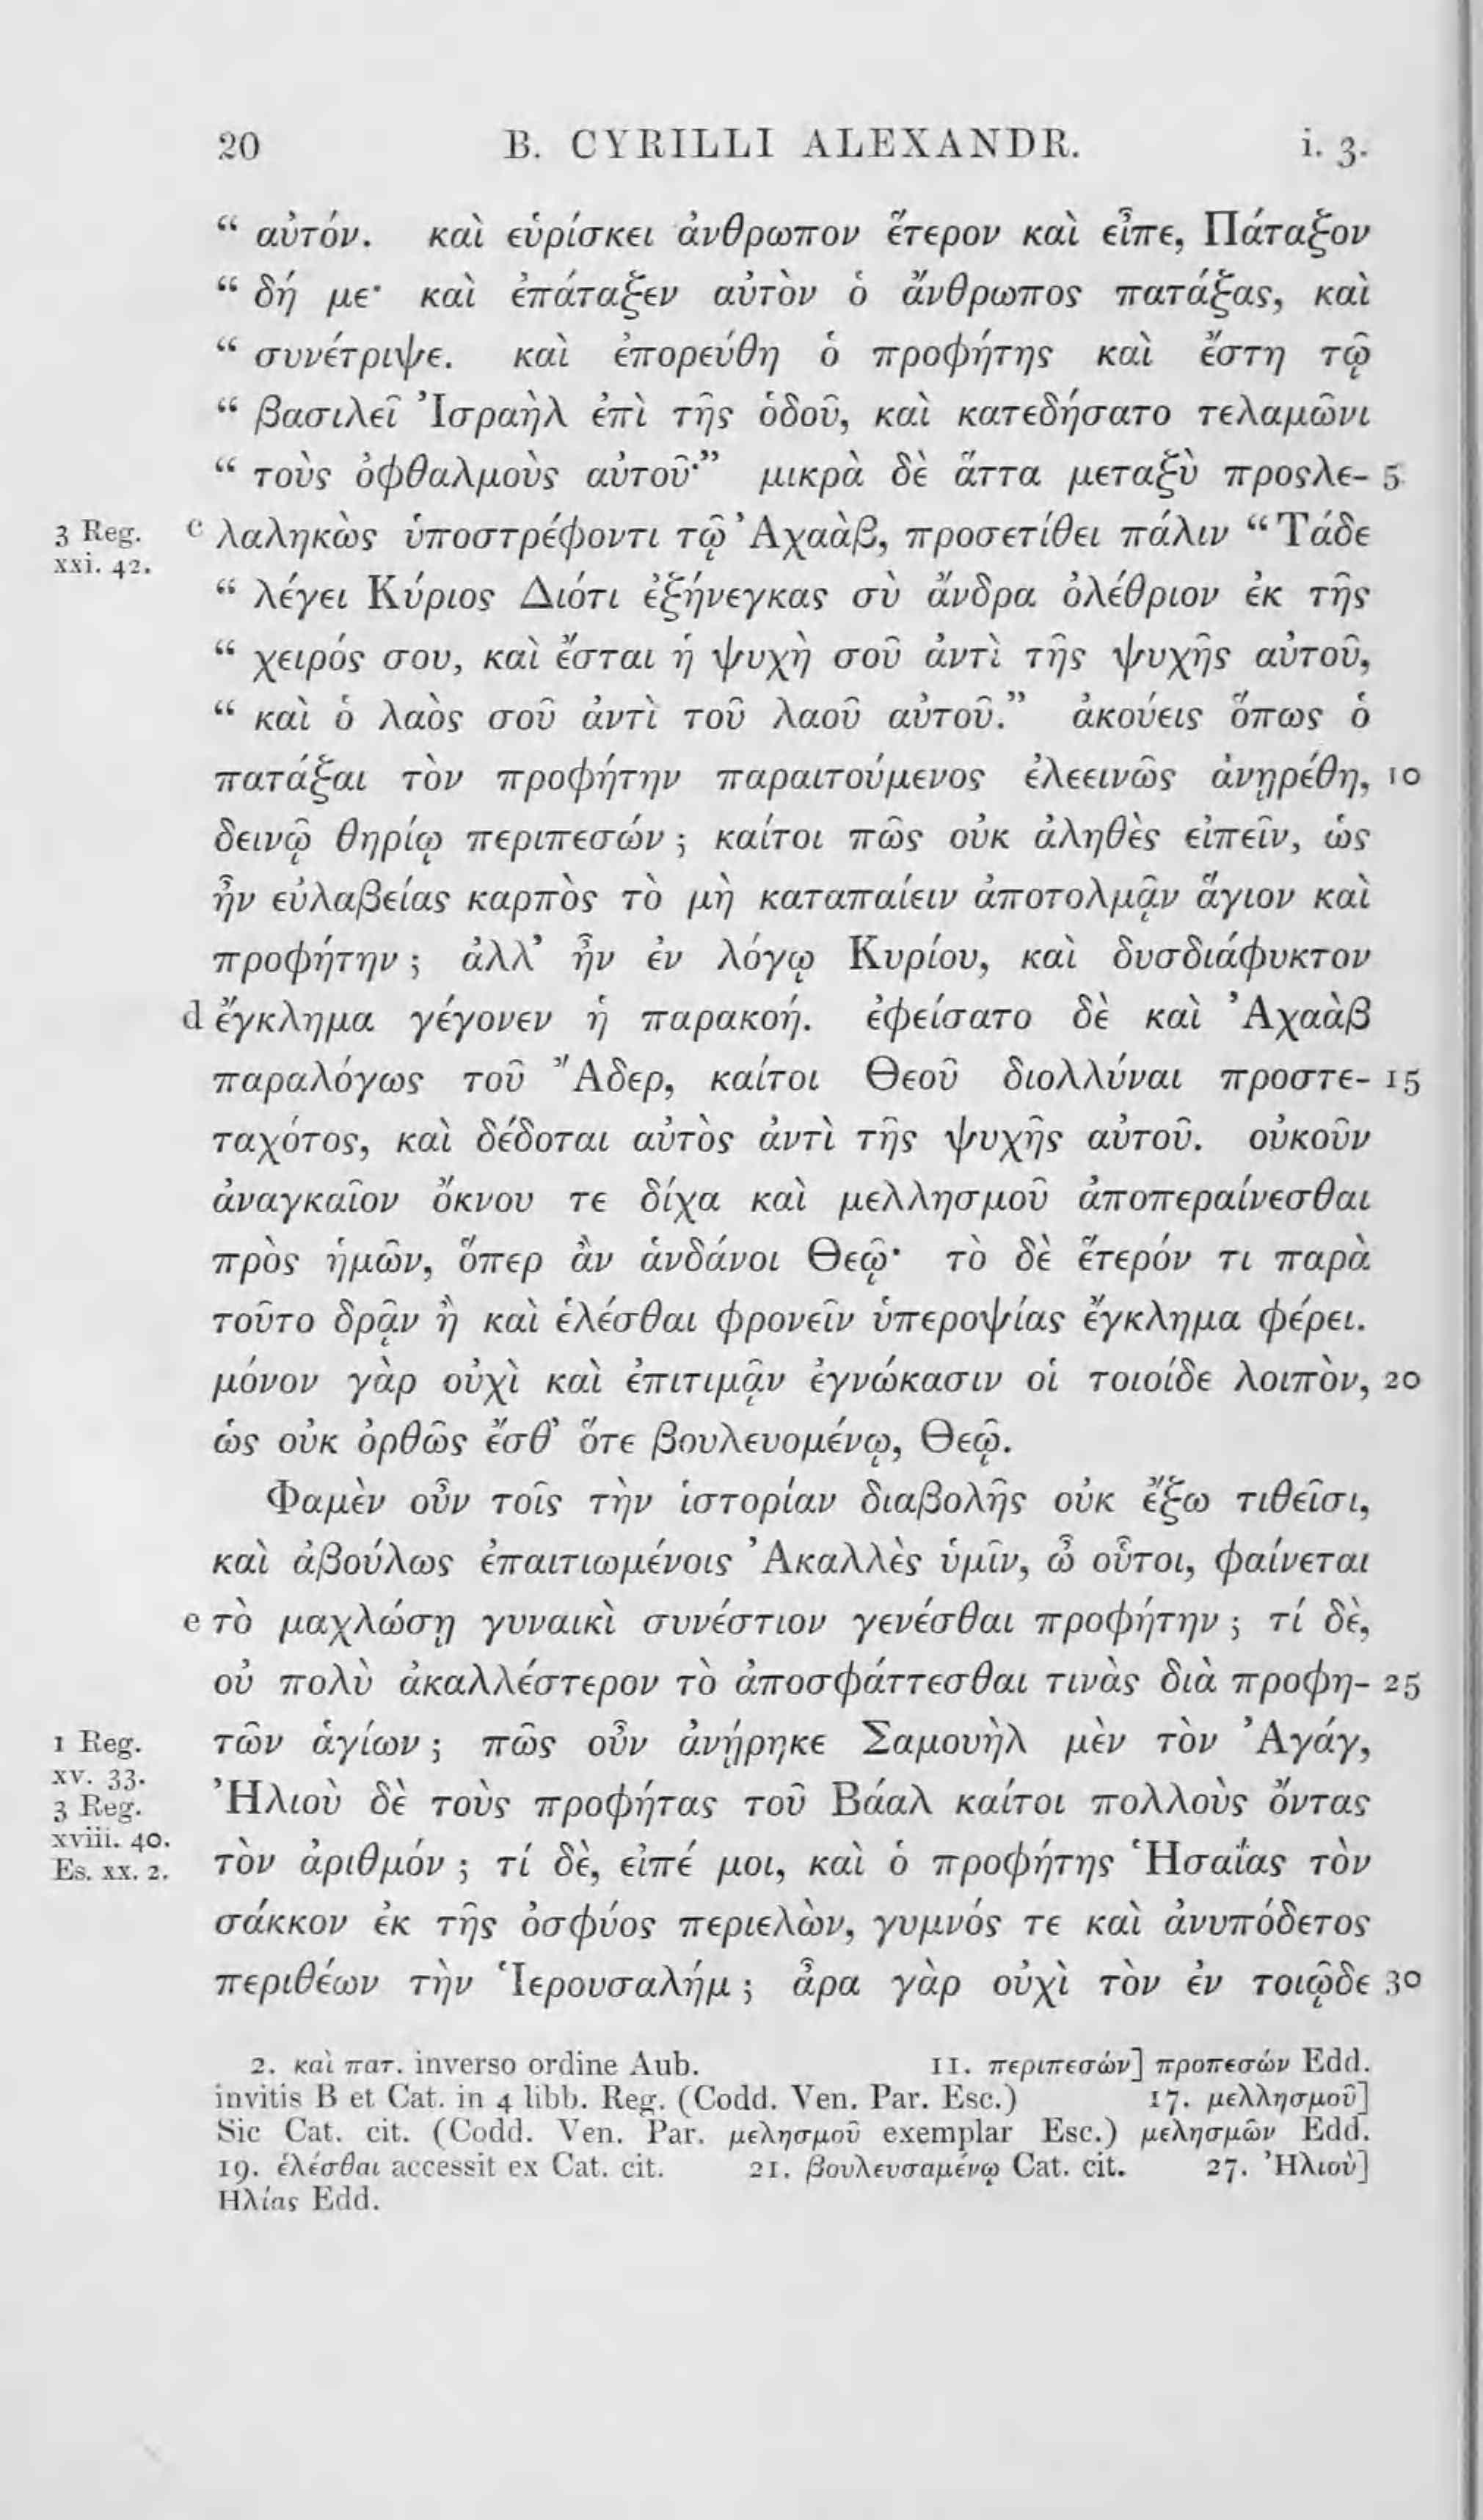 20 B. CYRILLI ALEXANDR. i. 3.
“ αὐτόν. καὶ εὑρίσκει ἀνθρωπον ἕτερον καὶ εἶπε, Πάταξον
“ δή με· καὶ ἐπάταξεν αὐτὸν ὁ ἄνθρωπος πατάξας, καὶ
“ συνέτριψε. καὶ ἐπορεύθη ὁ προφήτης καὶ ἔστη τῷ
“ βασιλεῖ Ἰσραὴλ ἐπὶ τῆς ὁδοῦ, καὶ κατεδήσατο τελαμῶνι
“ τοὺς ὀφθαλμοὺς αὐτοῦ·” μικρὰ δὲ ἄττα μεταξὺ προςλε- 5
3 Reg. xxi. 42. c λαληκὼς ὑποστρέφοντι τῷ Ἀχαὰβ, προσετίθει πάλιν “Τάδε
“ λέγει Κύριος Διότι ἐξήνεγκας σὺ ἄνδρα ὀλέθριον ἐκ τῆς
“ χειρός σου, καὶ ἔσται ἡ ψυχὴ σοῦ ἀντὶ τῆς ψυχῆς αὐτοῦ,
“ καὶ ὁ λαὸς σοῦ ἀντὶ τοῦ λαοῦ αὐτοῦ.” ἀκούεις ὅπως ὁ
πατάξαι τὸν προφήτην παραιτούμενος ἐλεεινῶς ἀνῃρέθη, 10
δεινῷ θηρίῳ περιπεσών ; καίτοι πῶς οὐκ ἀληθὲς εἰπεῖν, ὡς
ἦν εὐλαβείας καρπὸς τὸ μὴ καταπαίειν ἀποτολμᾷν ἅγιον καὶ
προφήτην ; ἀλλ’ ἦν ἐν λόγῳ Κυρίου, καὶ δυσδιάφυκτον
d ἔγκλημα γέγονεν ἡ παρακοή. ἐφείσατο δὲ καὶ Ἀχαὰβ
παραλόγως τοῦ Ἄδερ, καίτοι Θεοῦ διολλύναι προστε- 15
ταχότος, καὶ δέδοται αὐτὸς ἀντὶ τῆς ψυχῆς αὐτοῦ. οὐκοῦν
ἀναγκαῖον ὄκνου τε δίχα καὶ μελλησμοῦ ἀποπεραίνεσθαι
πρὸς ἡμῶν, ὅπερ ἂν ἁνδάνοι Θεῷ· τὸ δὲ ἕτερόν τι παρὰ
τοῦτο δρᾷν ἢ καὶ ἑλέσθαι φρονεῖν ὑπεροψίας ἔγκλημα φέρει.
μόνον γὰρ οὐχὶ καὶ ἐπιτιμᾷν ἐγνώκασιν οἱ τοιοίδε λοιπὸν, 20
ὡς οὐκ ὀρθῶς ἔσθ’ ὅτε βουλευομένῳ, Θεῷ.
Φαμὲν οὖν τοῖς τὴν ἱστορίαν διαβολῆς οὐκ ἔξω τιθεῖσι,
καὶ ἀβούλως ἐπαιτιωμένοις Ἀκαλλὲς ὑμῖν, ὦ οὗτοι, φαίνεται
e τὸ μαχλώσῃ γυναικὶ συνέστιον γενέσθαι προφήτην ; τί δὲ,
οὐ πολὺ ἀκαλλέστερον τὸ ἀποσφάττεσθαι τινὰς διὰ προφη- 25
1 Reg. xv. 33. τῶν ἁγίων ; πῶς οὖν ἀνῄρηκε Σαμουὴλ μὲν τὸν Ἀγάγ,
3 Reg. xviii. 40. Ἠλιοὺ δὲ τοὺς προφήτας τοῦ Βάαλ καίτοι πολλοὺς ὄντας
Es. xx. 2. τὸν ἀριθμόν ; τί δὲ, εἰπέ μοι, καὶ ὁ προφήτης Ἡσαΐας τὸν
σάκκον ἐκ τῆς ὀσφύος περιελὼν, γυμνός τε καὶ ἀνυπόδετος
περιθέων τὴν Ἱερουσαλήμ ; ἆρα γὰρ οὐχὶ τὸν ἐν τοιῷδε 30
2. καὶ πατ. inverso ordine Aub. 11. περιπεσών] προπεσών Edd.
invitis B et Cat. in 4 libb. Reg. (Codd. Ven. Par. Esc.) 17. μελλησμοῦ]
Sic Cat. cit. (Codd. Ven. Par. μελησμοῦ exemplar Esc.) μελησμῶν Edd.
19. ἑλέσθαι accessit ex Cat. cit. 21. βουλευσαμένῳ Cat. cit. 27. Ἠλιοὺ]
Ηλίας Edd.